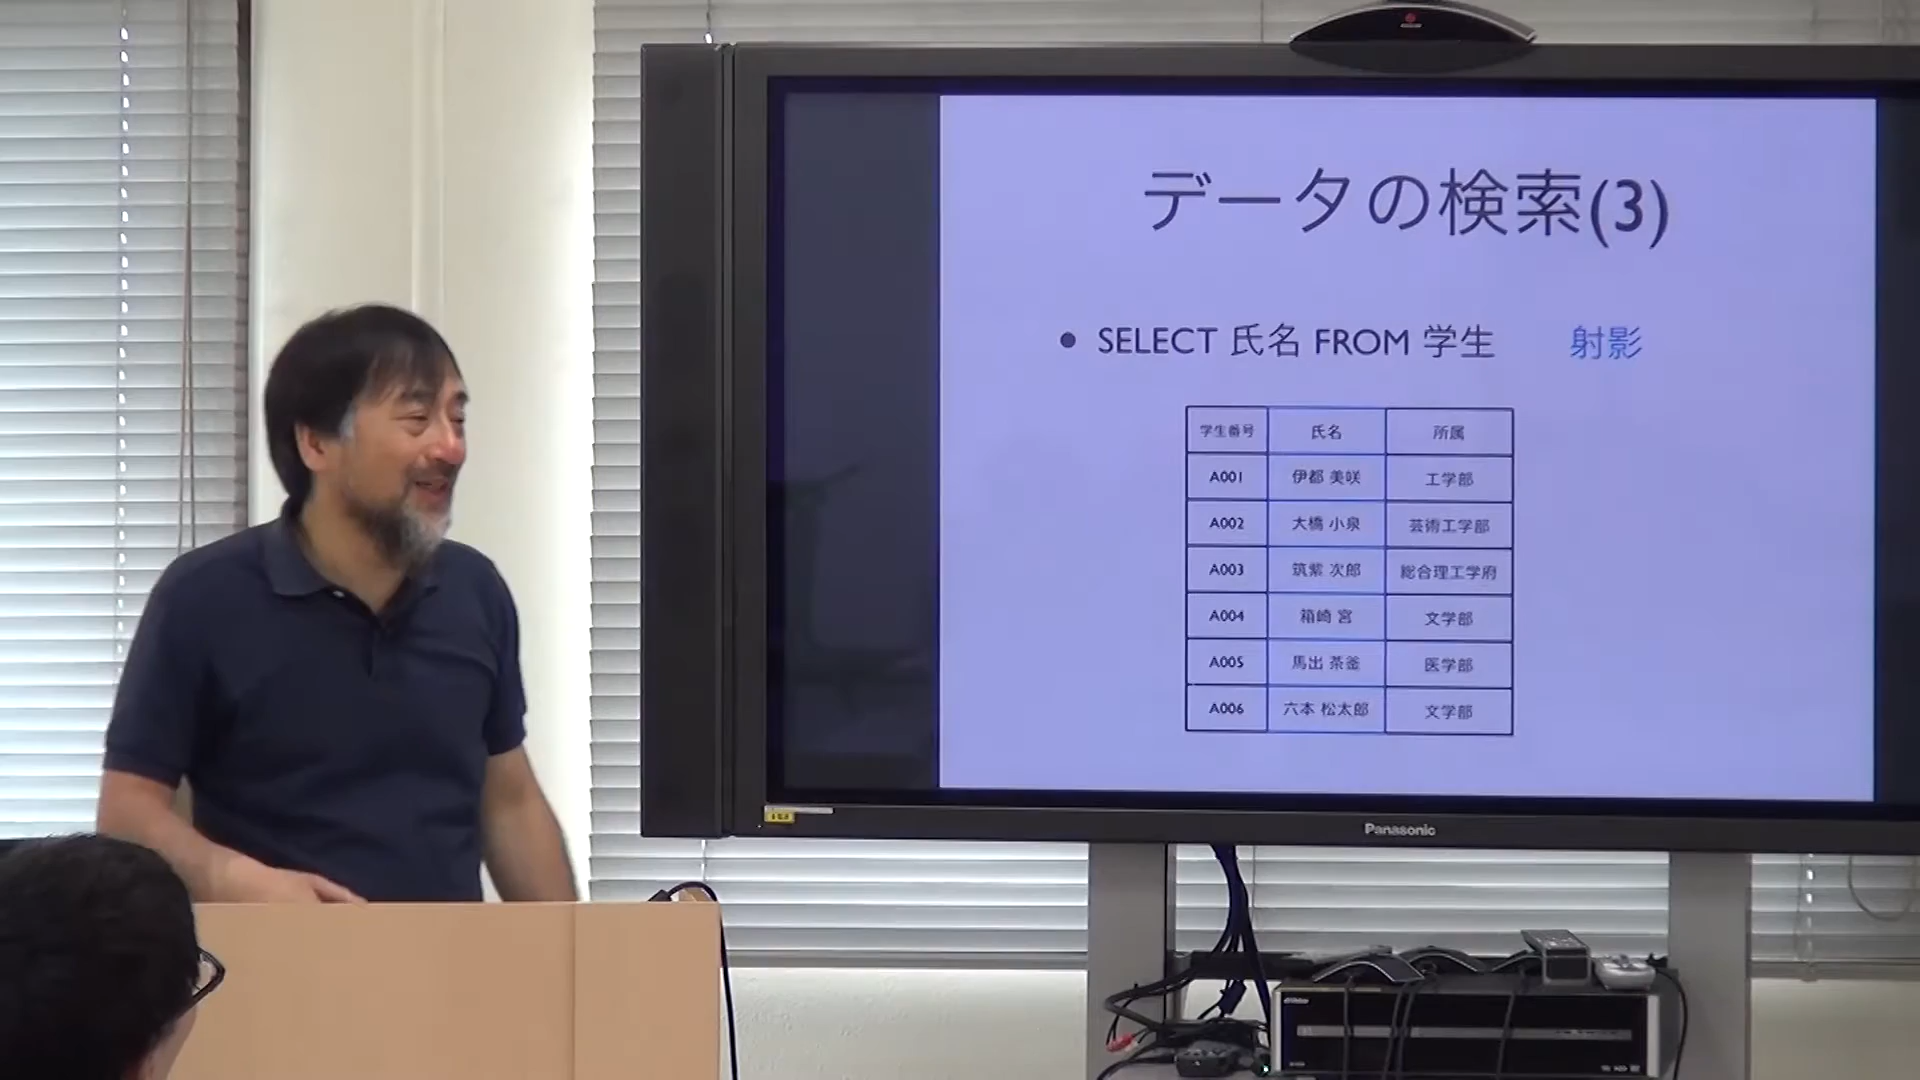 データの検索(3)
• SELECT 氏名 FROM 学生 射影
学生番号 氏名 所属
A001 伊都 美咲 工学部
A002 大橋 小泉 芸術工学部
A003 筑紫 次郎 総合理工学府
A004 箱崎 宮 文学部
A005 馬出 茶釜 医学部
A006 六本 松太郎 文学部
Panasonic